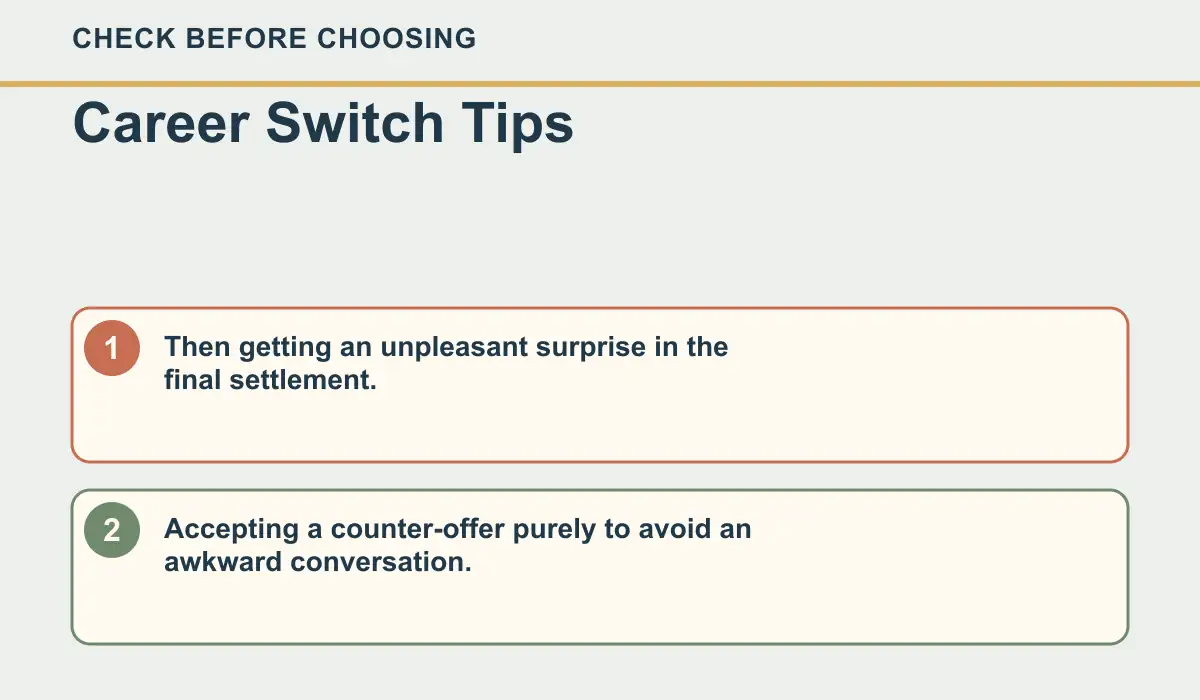 CHECK BEFORE CHOOSING
Career Switch Tips
1
Then getting an unpleasant surprise in the
final settlement.
2
Accepting a counter-offer purely to avoid an
awkward conversation.